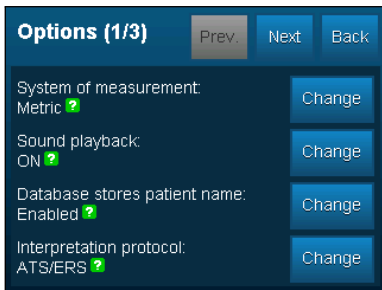 Options (1/3) Prev. Next Back
System of measurement:
Metric ?
Change
Sound playback:
ON ?
Change
Database stores patient name:
Enabled ?
Change
Interpretation protocol:
ATS/ERS ?
Change